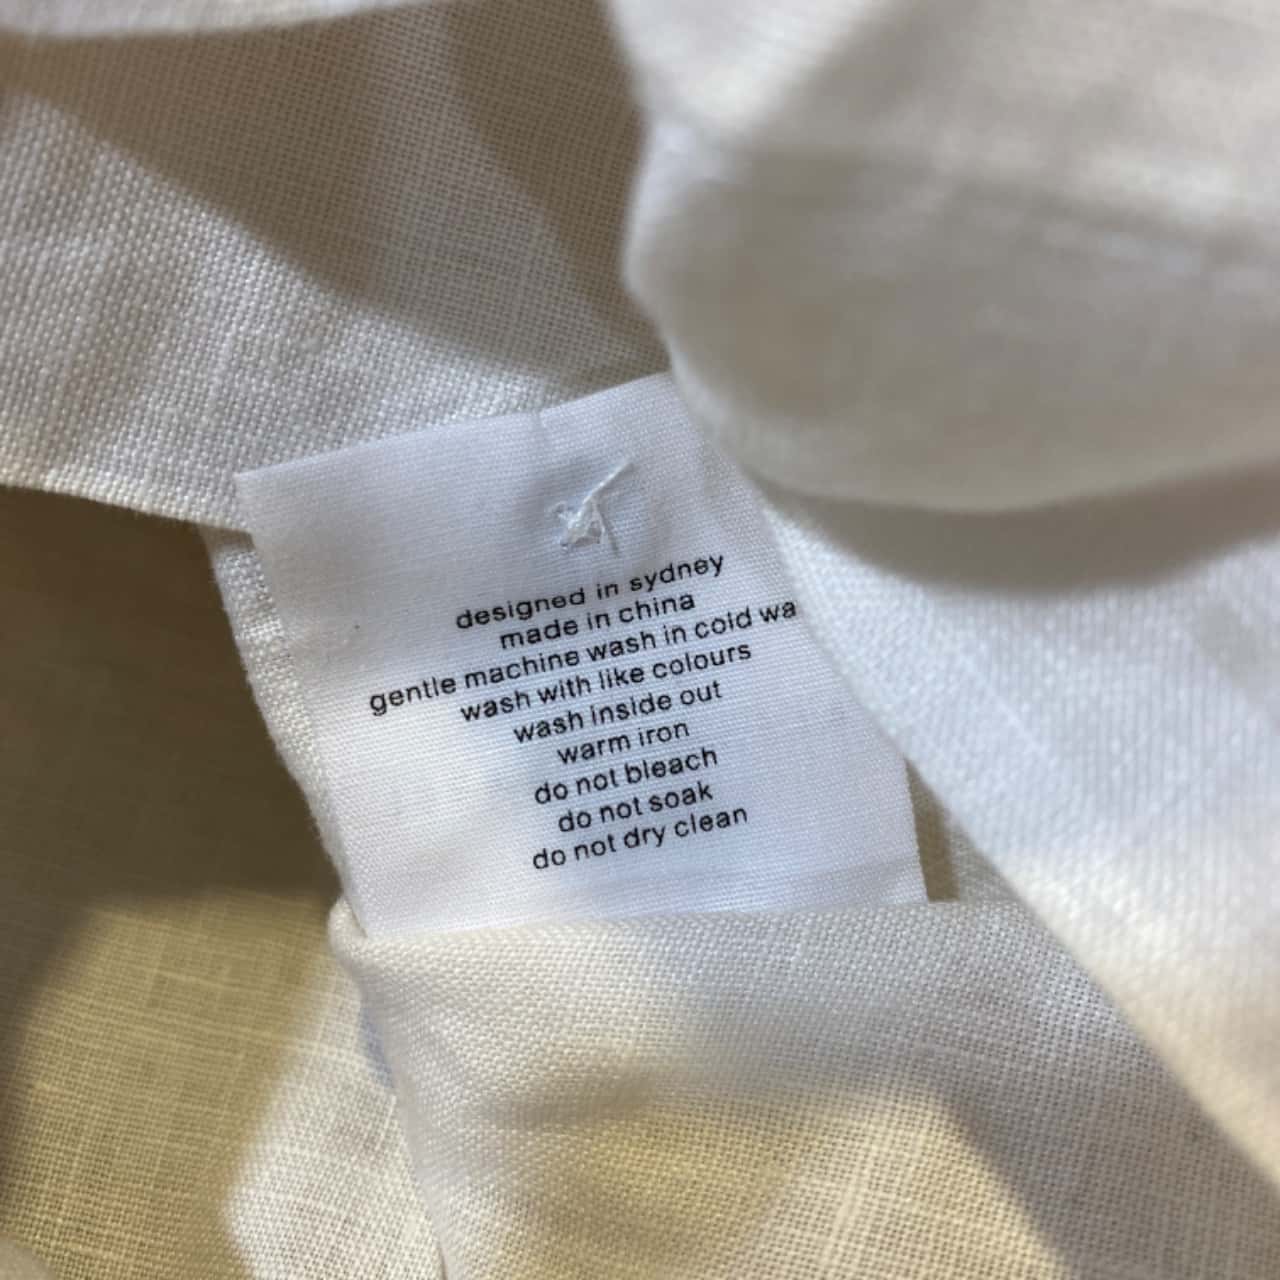 designed in sydney
made in china
gentle machine wash in cold wa
wash with like colours
wash inside out
warm iron
do not bleach
do not soak
do not dry clean